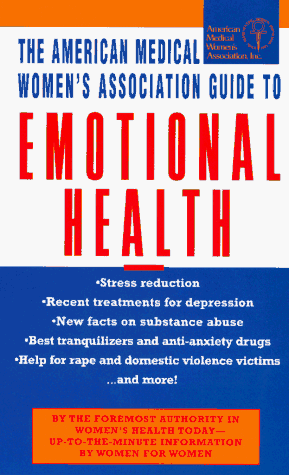 American
Medical
Women's
Association, Inc.
THE AMERICAN MEDICAL
WOMEN'S ASSOCIATION GUIDE TO
EMOTIONAL
HEALTH
•Stress reduction
•Recent treatments for depression
•New facts on substance abuse
•Best tranquilizers and anti-anxiety drugs
•Help for rape and domestic violence victims
...and more!
BY THE FOREMOST AUTHORITY IN
WOMEN'S HEALTH TODAY—
UP-TO-THE-MINUTE INFORMATION
BY WOMEN FOR WOMEN